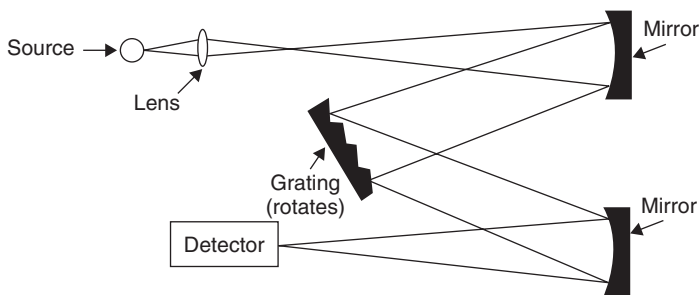 Source
Lens
Mirror
Grating
(rotates)
Mirror
Detector